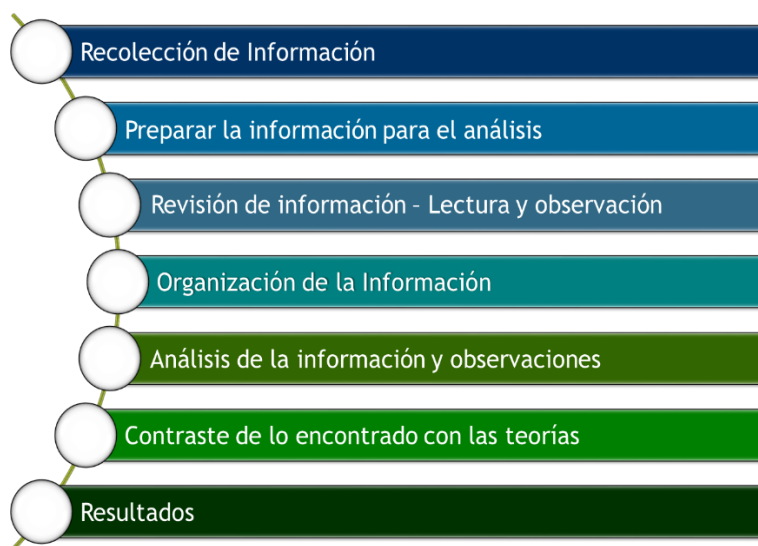 Recolección de Información
Preparar la información para el análisis
Revisión de información – Lectura y observación
Organización de la Información
Análisis de la información y observaciones
Contraste de lo encontrado con las teorías
Resultados